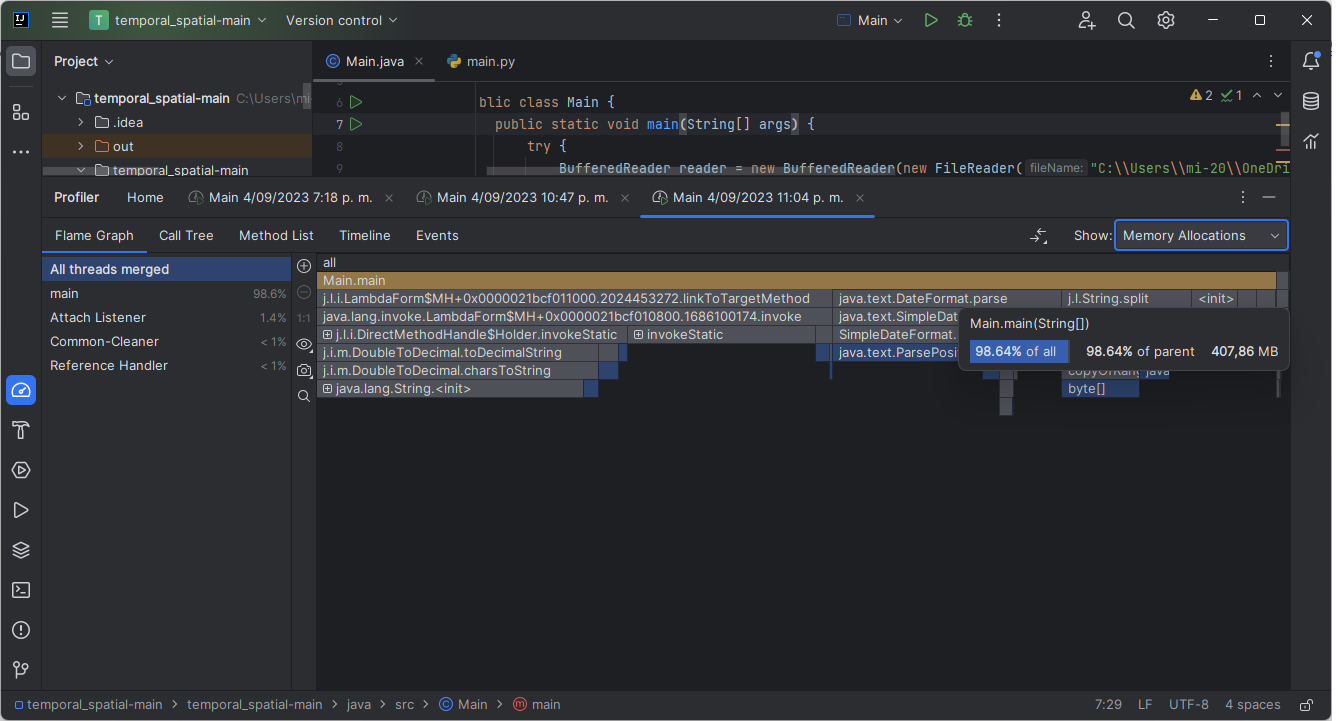 T temporal_spatial-main Version control Main
Project Main.java main.py
temporal_spatial-main C:\Users\mi
.idea
out
temporal_spatial-main
6 blic class Main { 2 1
7 public static void main(String[] args) {
8 try {
9 BufferedReader reader = new BufferedReader(new FileReader( fileName: "C:\\Users\\mi-20\\OneDri
Profiler Home Main 4/09/2023 7:18 p. m. Main 4/09/2023 10:47 p. m. Main 4/09/2023 11:04 p. m.
Flame Graph Call Tree Method List Timeline Events Show: Memory Allocations
All threads merged
main 98.6%
Attach Listener 1.4%
Common-Cleaner < 1%
Reference Handler < 1%
1:1
all
Main.main
j.l.i.LambdaForm$MH+0x0000021bcf011000.2024453272.linkToTargetMethod java.text.DateFormat.parse j.l.String.split <init>
java.lang.invoke.LambdaForm$MH+0x0000021bcf010800.1686100174.invoke java.text.SimpleDa
j.l.i.DirectMethodHandle$Holder.invokeStatic invokeStatic SimpleDateFormat.
j.i.m.DoubleToDecimal.toDecimalString java.text.ParsePosi
j.i.m.DoubleToDecimal.charsToString java
java.lang.String.<init> byte[]
Main.main(String[])
98.64% of all 98.64% of parent 407,86 MB
temporal_spatial-main temporal_spatial-main java src Main main 7:29 LF UTF-8 4 spaces